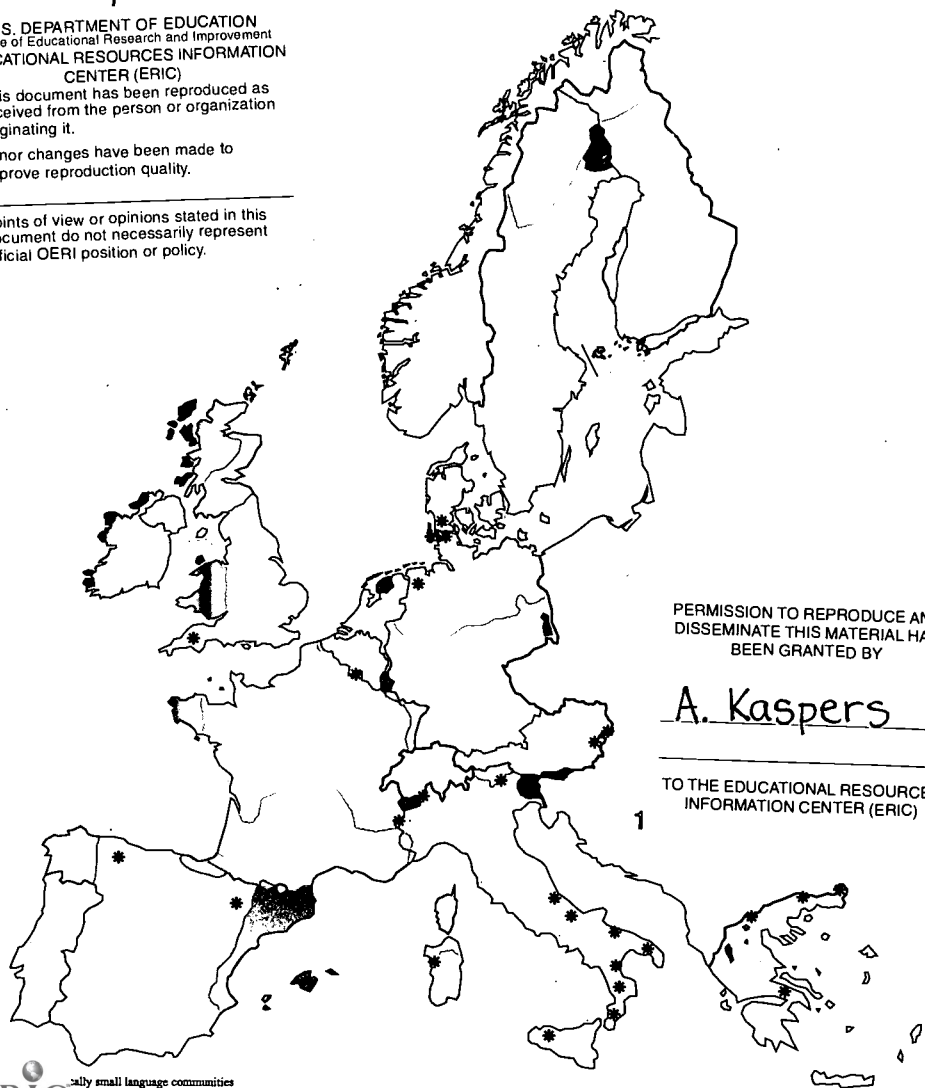 S. DEPARTMENT OF EDUCATION
e of Educational Research and Improvement
CATIONAL RESOURCES INFORMATION
CENTER (ERIC)
is document has been reproduced as
ceived from the person or organization
ginating it.
nor changes have been made to
prove reproduction quality.
oints of view or opinions stated in this
ocument do not necessarily represent
ficial OERI position or policy.
PERMISSION TO REPRODUCE AN
DISSEMINATE THIS MATERIAL HA
BEEN GRANTED BY
A. Kaspers
TO THE EDUCATIONAL RESOURCE
INFORMATION CENTER (ERIC)
1
ally small language communities